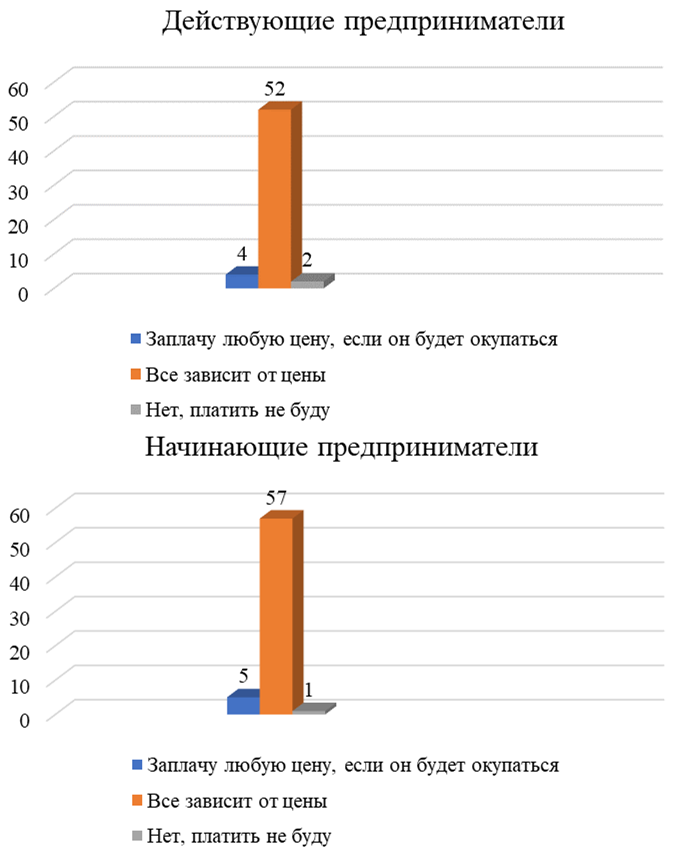 Действующие предприниматели
60
50
40
30
20
10
0
52
4
2
Заплачу любую цену, если он будет окупаться
Все зависит от цены
Нет, платить не буду
Начинающие предприниматели
60
50
40
30
20
10
0
57
5
1
Заплачу любую цену, если он будет окупаться
Все зависит от цены
Нет, платить не буду